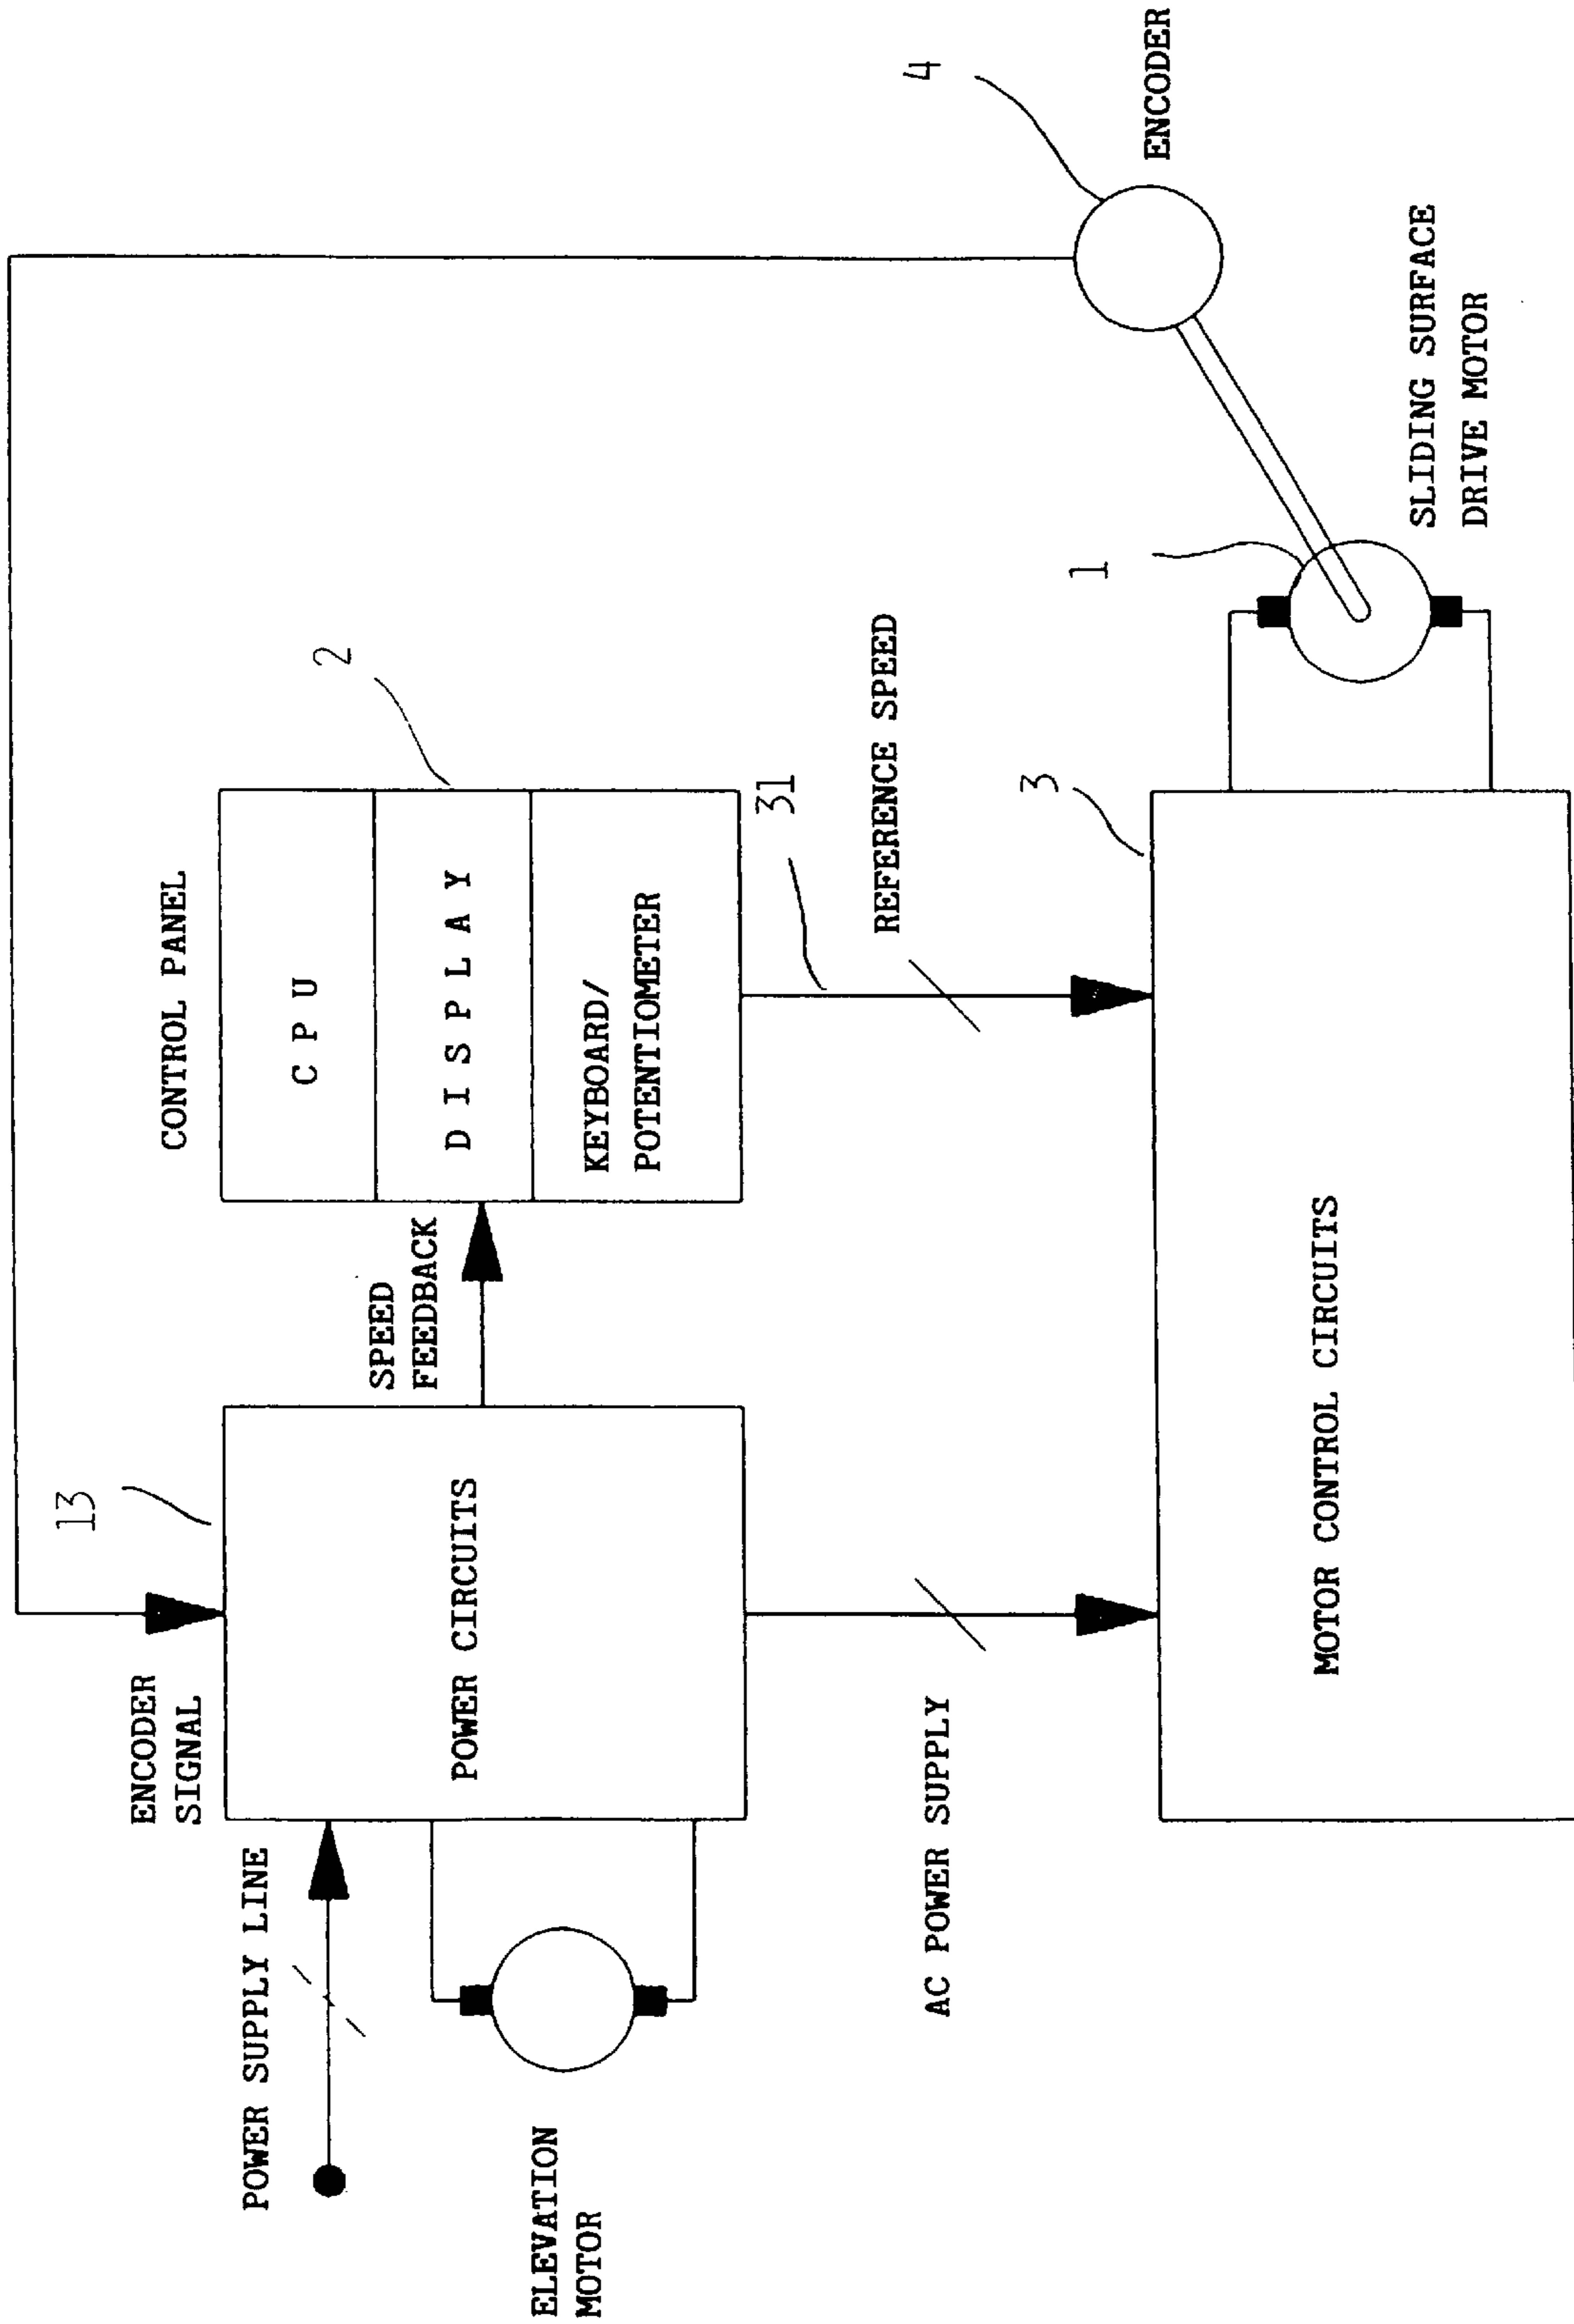 CONTROL PANEL
2
C P U
D I S P L A Y
KEYBOARD/
POTENTIOMETER
13
ENCODER
SIGNAL
POWER SUPPLY LINE
POWER CIRCUITS
SPEED
FEEDBACK
ELEVATION
MOTOR
31
REFERENCE SPEED
AC POWER SUPPLY
4
ENCODER
1
3
SLIDING SURFACE
DRIVE MOTOR
MOTOR CONTROL CIRCUITS